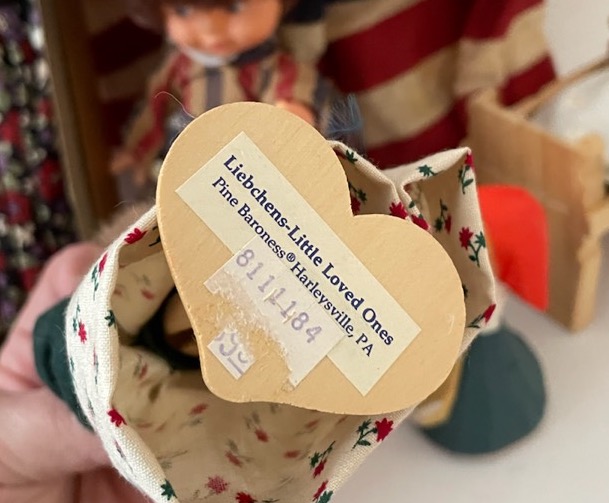 Liebchens-Little Loved Ones
Pine Baroness® Harleysville, PA
8111184